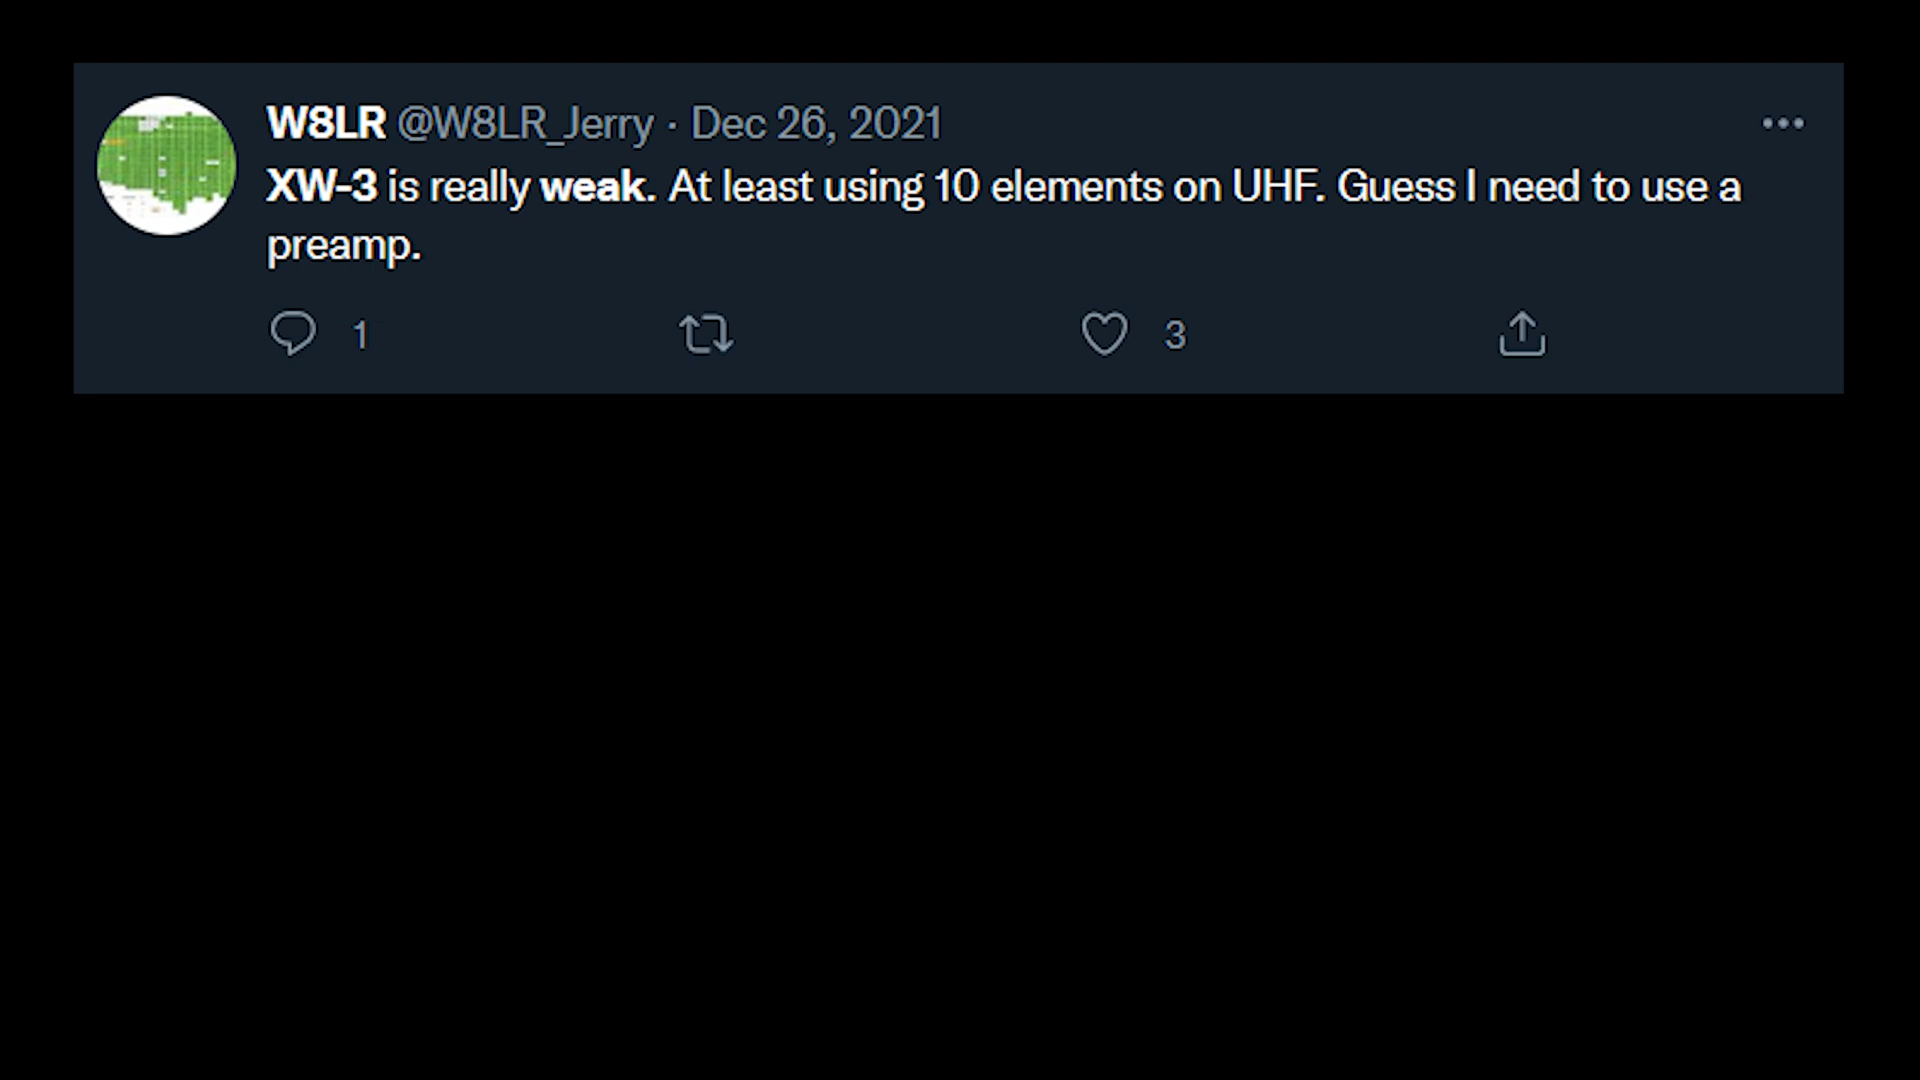 W8LR @W8LR_Jerry · Dec 26, 2021
XW-3 is really weak. At least using 10 elements on UHF. Guess I need to use a
preamp.
1 3